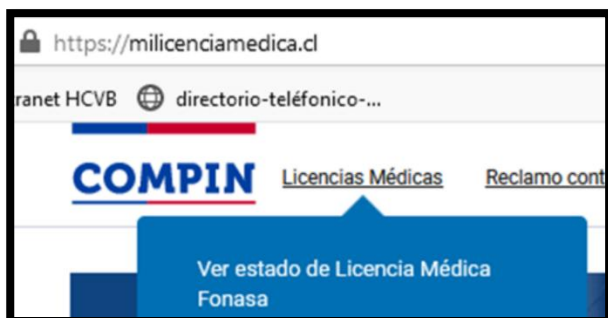 https://milicenciamedica.cl
ranet HCVB directorio-teléfonico-...
COMPIN Licencias Médicas Reclamo cont
Ver estado de Licencia Médica
Fonasa